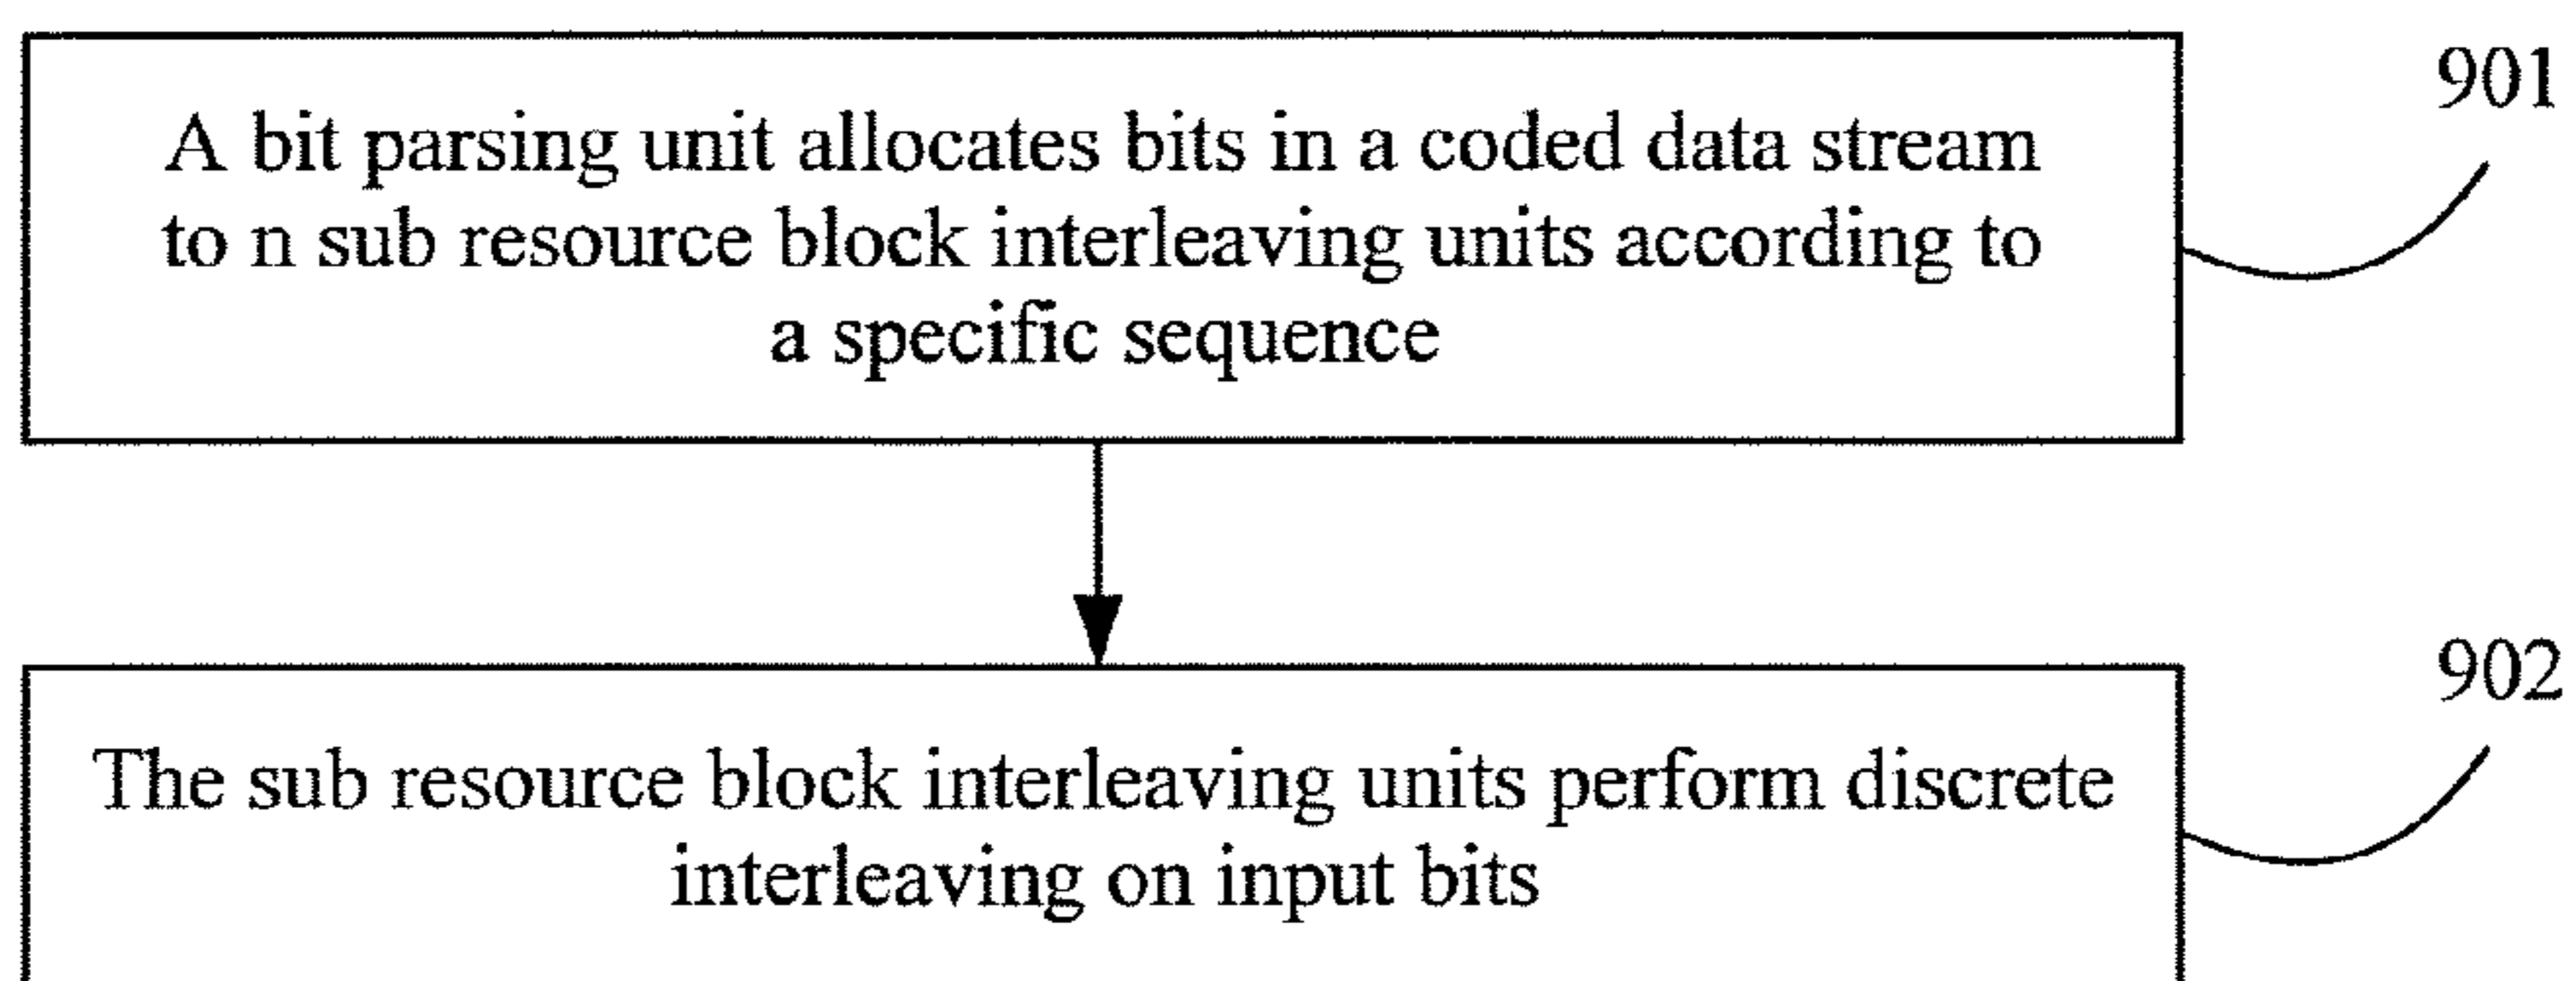 A bit parsing unit allocates bits in a coded data stream
to n sub resource block interleaving units according to
a specific sequence
901
The sub resource block interleaving units perform discrete
interleaving on input bits
902